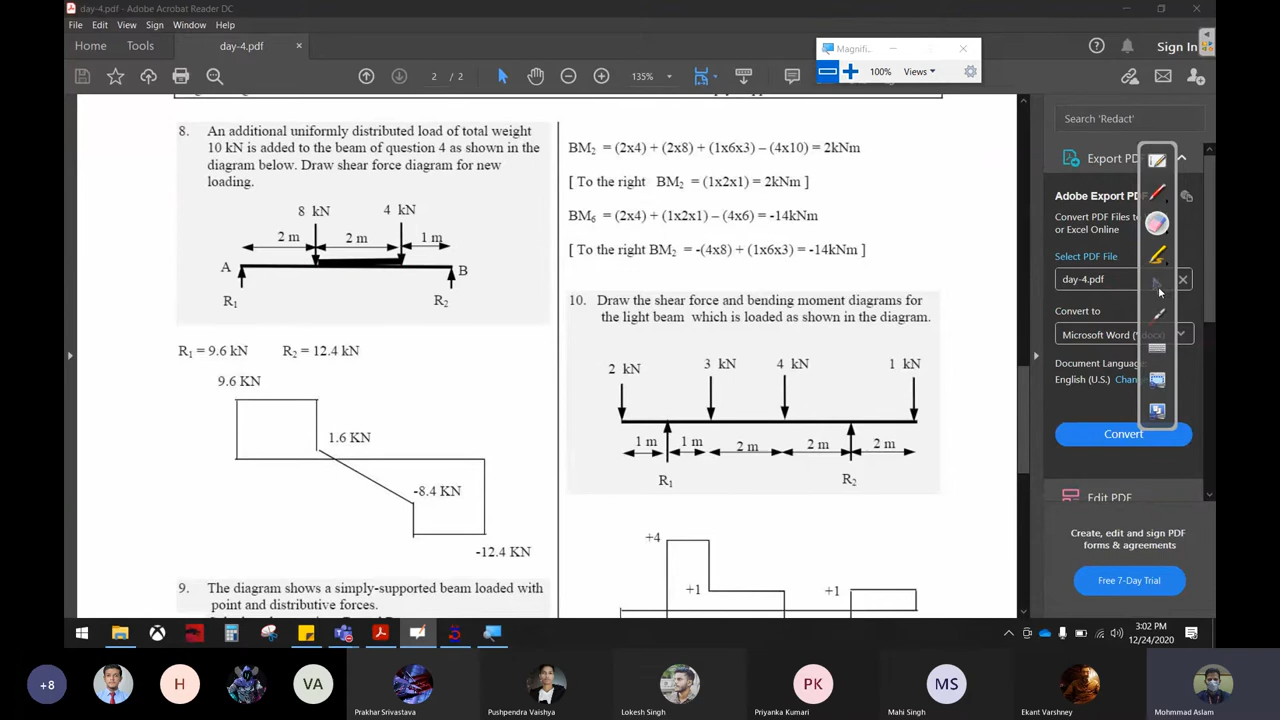 day-4.pdf - Adobe Acrobat Reader DC
File Edit View Sign Window Help
Home Tools day-4.pdf × Sign In
Magnifi...
2 / 2 135% 100% Views
8. An additional uniformly distributed load of total weight
10 kN is added to the beam of question 4 as shown in the
diagram below. Draw shear force diagram for new
loading.
8 kN 4 kN
2 m 2 m 1 m
A B
R₁ R₂
R₁ = 9.6 kN R₂ = 12.4 kN
9.6 KN
1.6 KN
-8.4 KN
-12.4 KN
9. The diagram shows a simply-supported beam loaded with
point and distributive forces.
BM₂ = (2x4) + (2x8) + (1x6x3) – (4x10) = 2kNm
[ To the right BM₂ = (1x2x1) = 2kNm ]
BM₆ = (2x4) + (1x2x1) – (4x6) = -14kNm
[ To the right BM₂ = -(4x8) + (1x6x3) = -14kNm ]
10. Draw the shear force and bending moment diagrams for
the light beam which is loaded as shown in the diagram.
2 kN 3 kN 4 kN 1 kN
1 m 1 m 2 m 2 m 2 m
R₁ R₂
+4
+1 +1
Search 'Redact'
Export PD
Adobe Export PDF
Convert PDF Files to
or Excel Online
Select PDF File
day-4.pdf
Convert to
Microsoft Word (*.docx)
Document Language:
English (U.S.) Chan
Convert
Edit PDF
Create, edit and sign PDF
forms & agreements
Free 7-Day Trial
3:02 PM
12/24/2020
+8 H VA PK MS
Prakhar Srivastava Pushpendra Vaishya Lokesh Singh Priyanka Kumari Mahi Singh Ekant Varshney Mohmmad Aslam